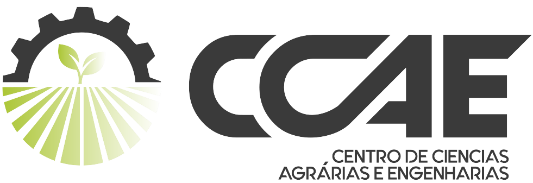 CCAE
CENTRO DE CIENCIAS
AGRÁRIAS E ENGENHARIAS